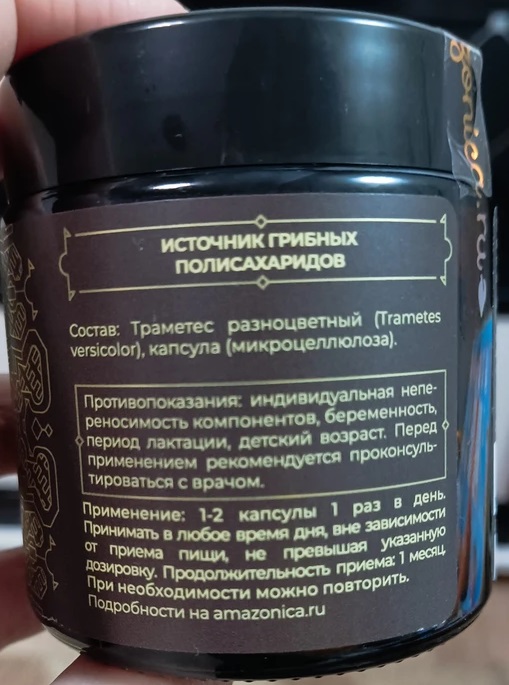 ИСТОЧНИК ГРИБНЫХ
ПОЛИСАХАРИДОВ
Состав: Траметес разноцветный (Trametes
versicolor), капсула (микроцеллюлоза).
Противопоказания: индивидуальная непе-
реносимость компонентов, беременность,
период лактации, детский возраст. Перед
применением рекомендуется проконсуль-
тироваться с врачом.
Применение: 1-2 капсулы 1 раз в день.
Принимать в любое время дня, вне зависимости
от приема пищи, не превышая указанную
дозировку. Продолжительность приема: 1 месяц.
При необходимости можно повторить.
Подробности на amazonica.ru